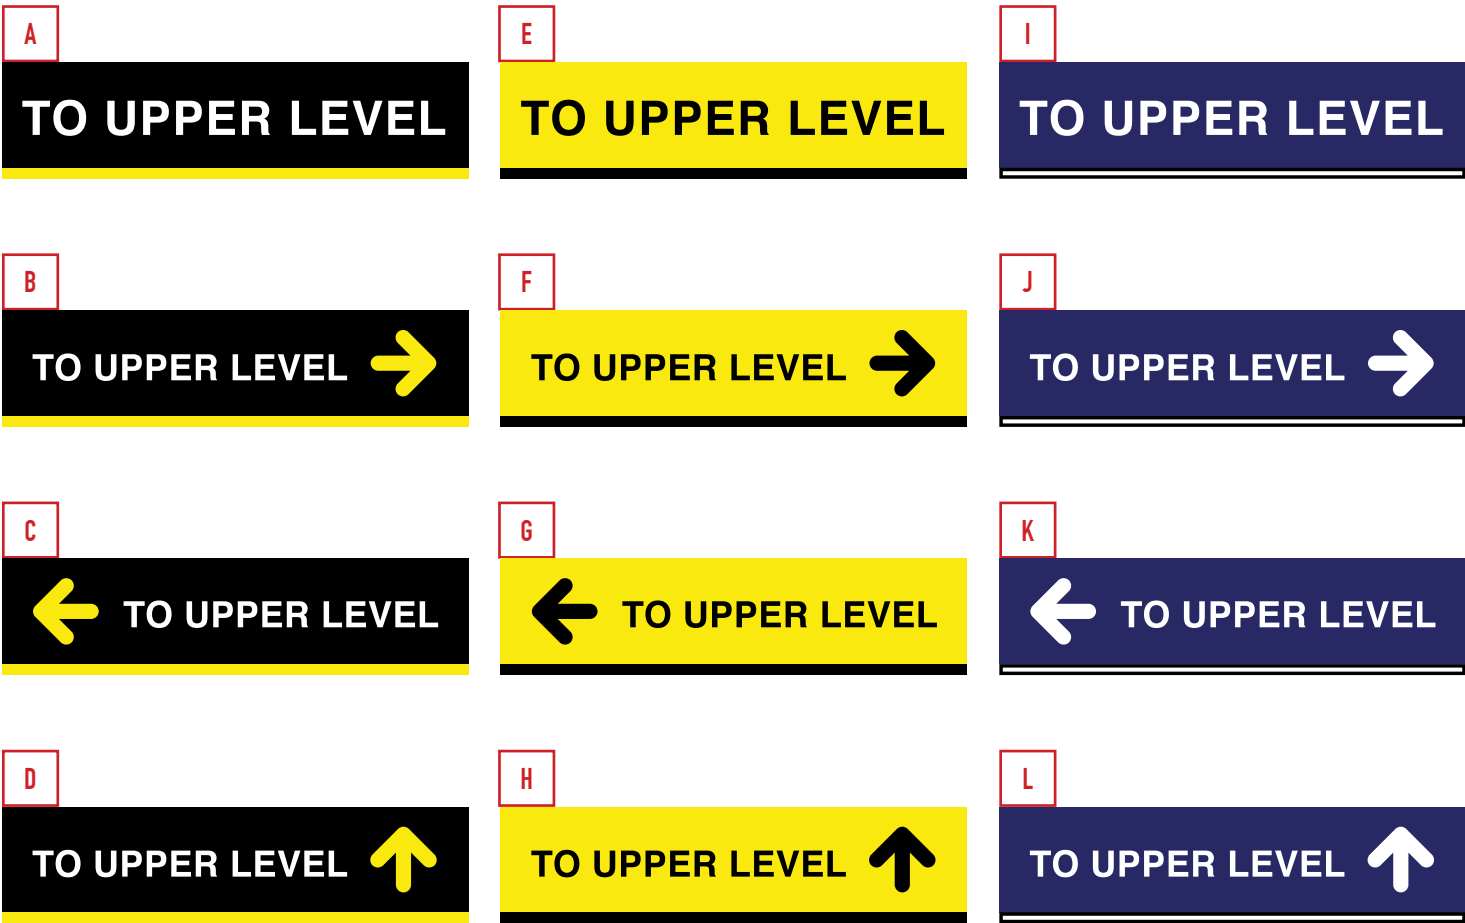 A
TO UPPER LEVEL
E
TO UPPER LEVEL
I
TO UPPER LEVEL
B
TO UPPER LEVEL
F
TO UPPER LEVEL
J
TO UPPER LEVEL
C
TO UPPER LEVEL
G
TO UPPER LEVEL
K
TO UPPER LEVEL
D
TO UPPER LEVEL
H
TO UPPER LEVEL
L
TO UPPER LEVEL